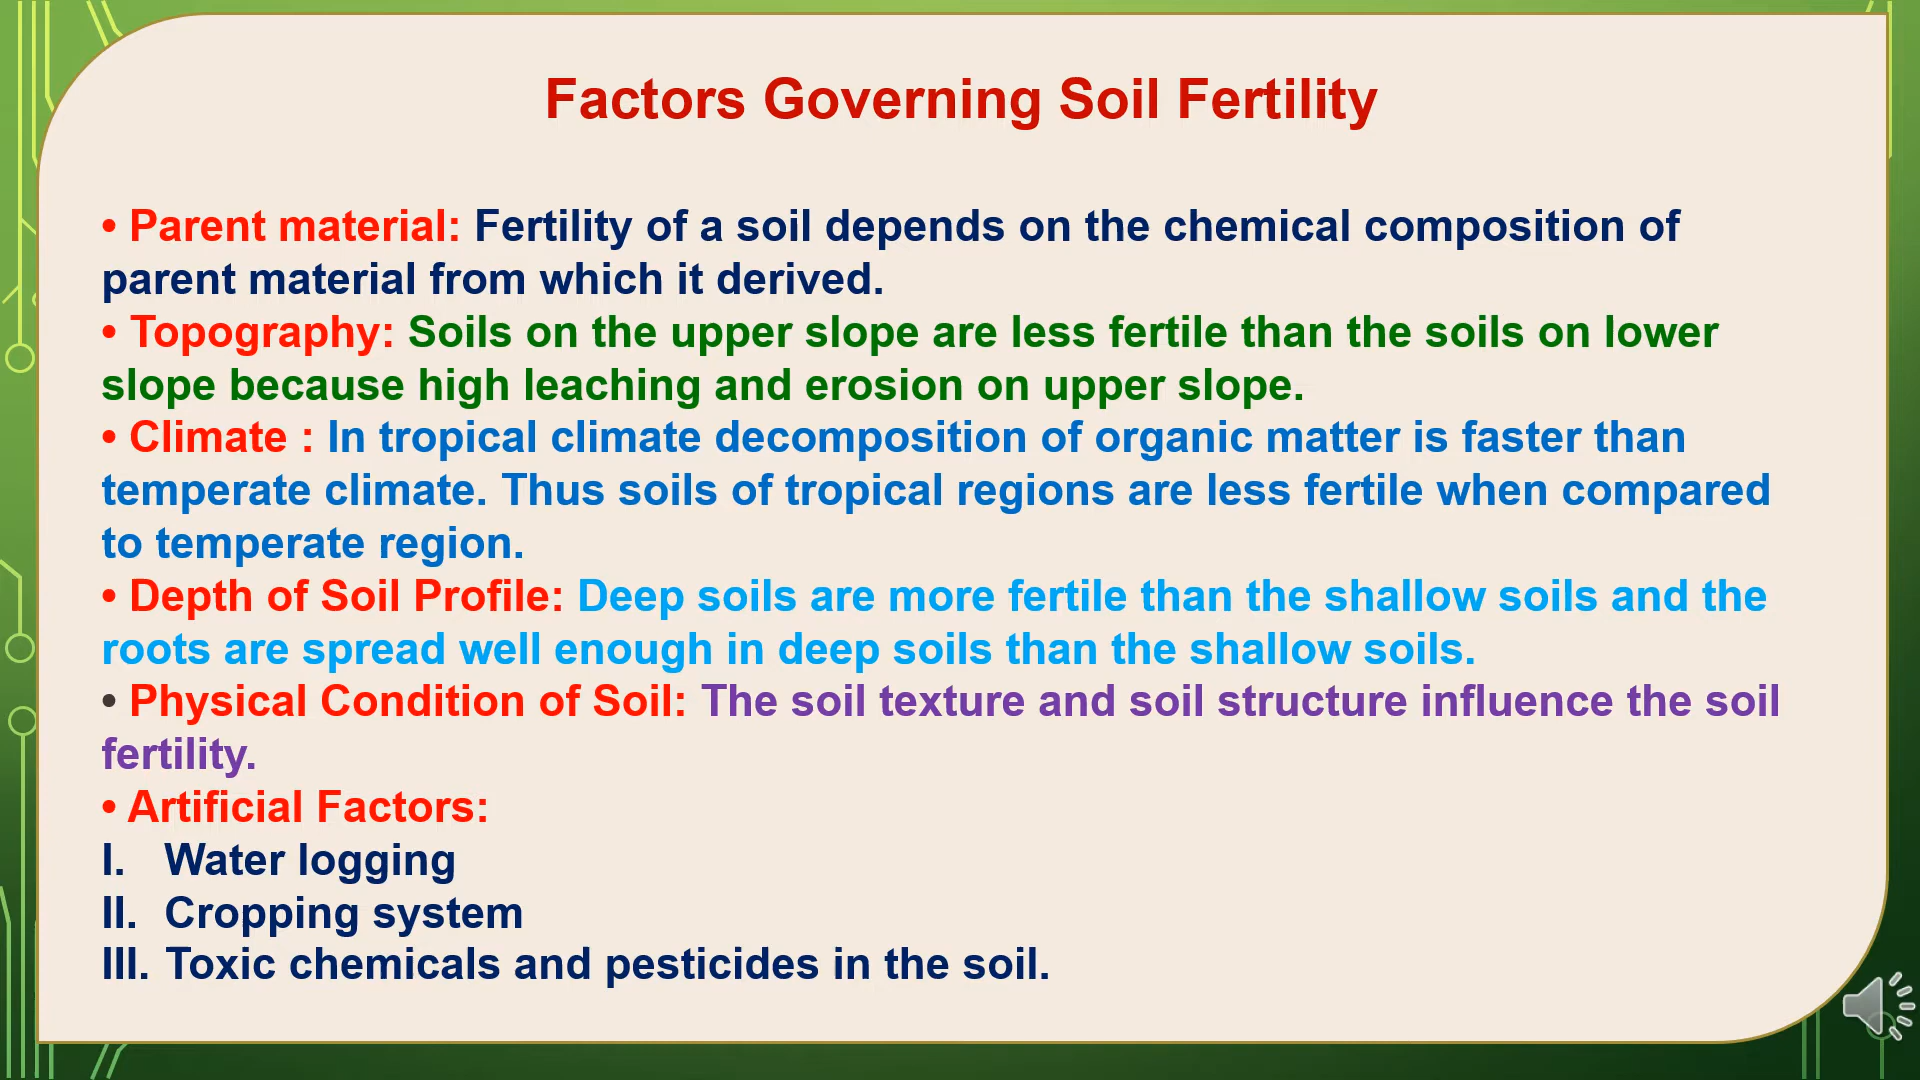 Factors Governing Soil Fertility
• Parent material: Fertility of a soil depends on the chemical composition of
parent material from which it derived.
• Topography: Soils on the upper slope are less fertile than the soils on lower
slope because high leaching and erosion on upper slope.
• Climate : In tropical climate decomposition of organic matter is faster than
temperate climate. Thus soils of tropical regions are less fertile when compared
to temperate region.
• Depth of Soil Profile: Deep soils are more fertile than the shallow soils and the
roots are spread well enough in deep soils than the shallow soils.
• Physical Condition of Soil: The soil texture and soil structure influence the soil
fertility.
• Artificial Factors:
I. Water logging
II. Cropping system
III. Toxic chemicals and pesticides in the soil.